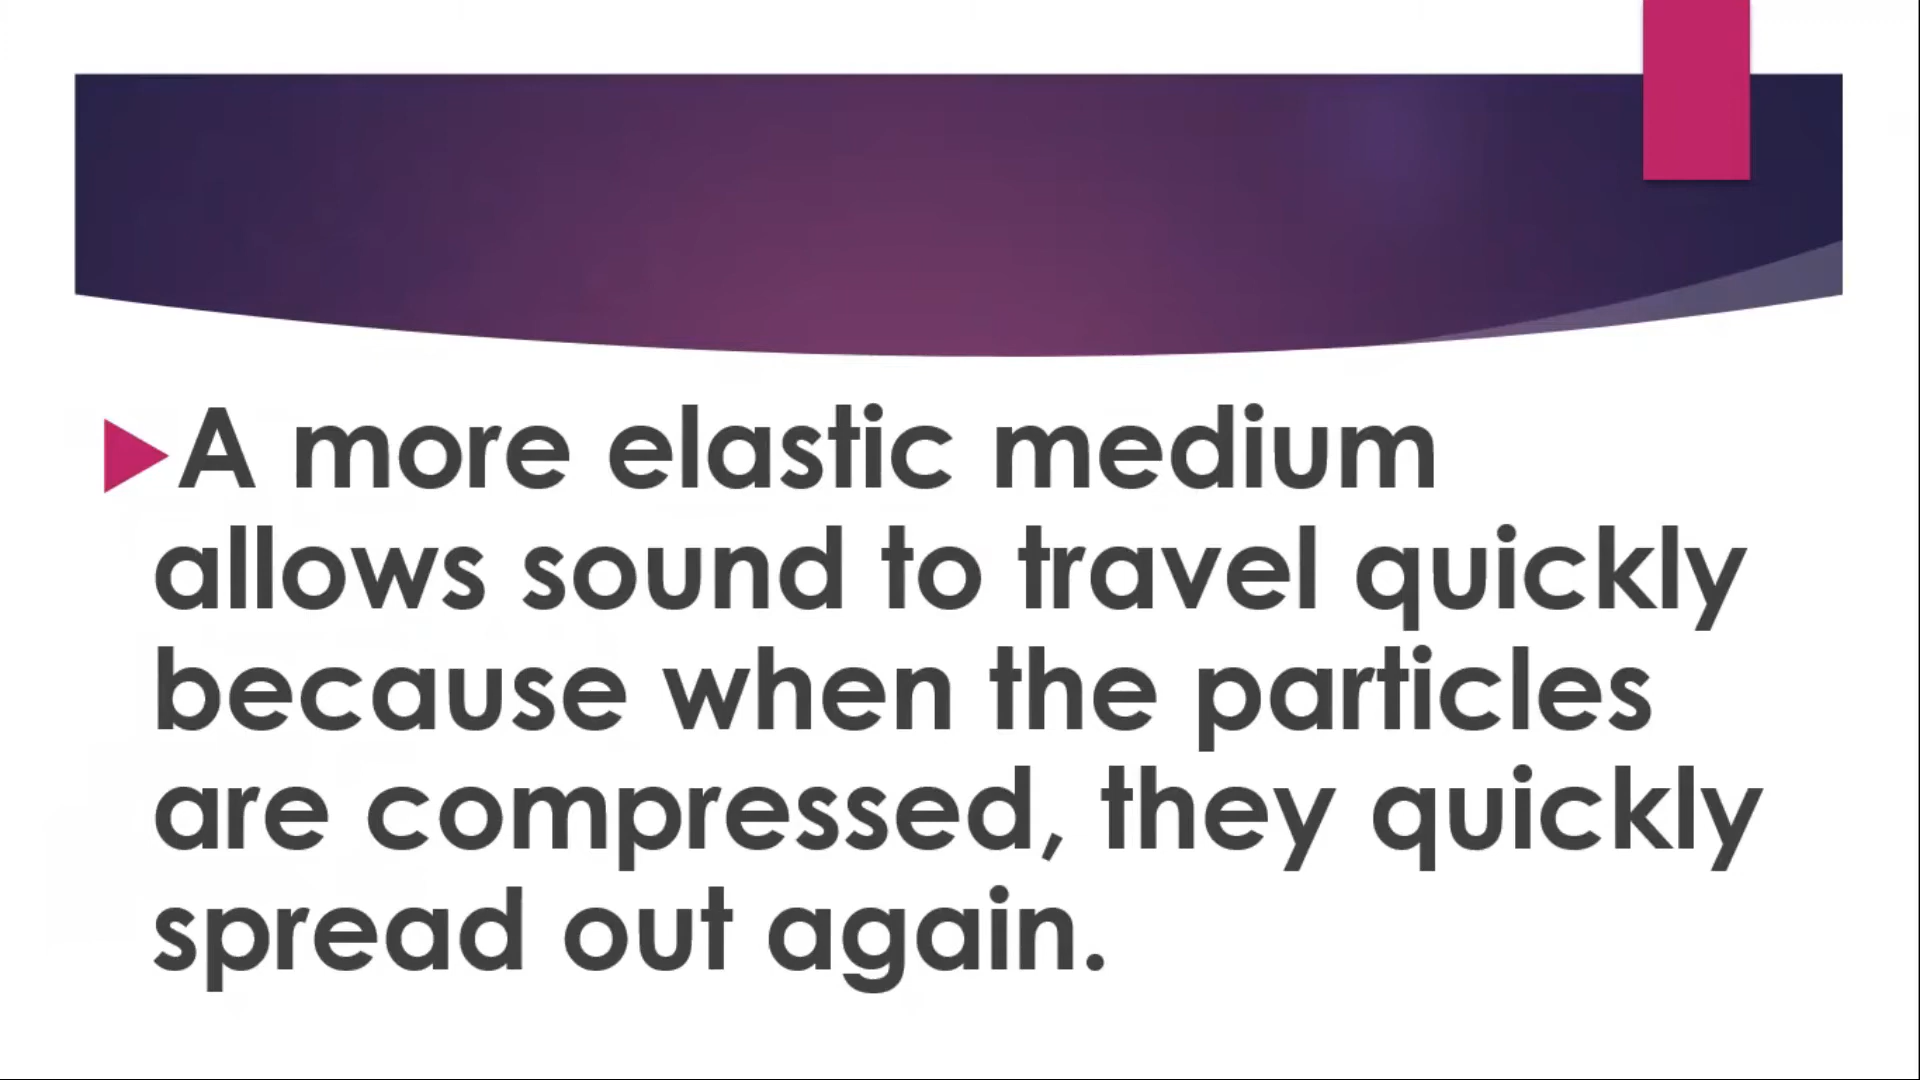 A more elastic medium
allows sound to travel quickly
because when the particles
are compressed, they quickly
spread out again.